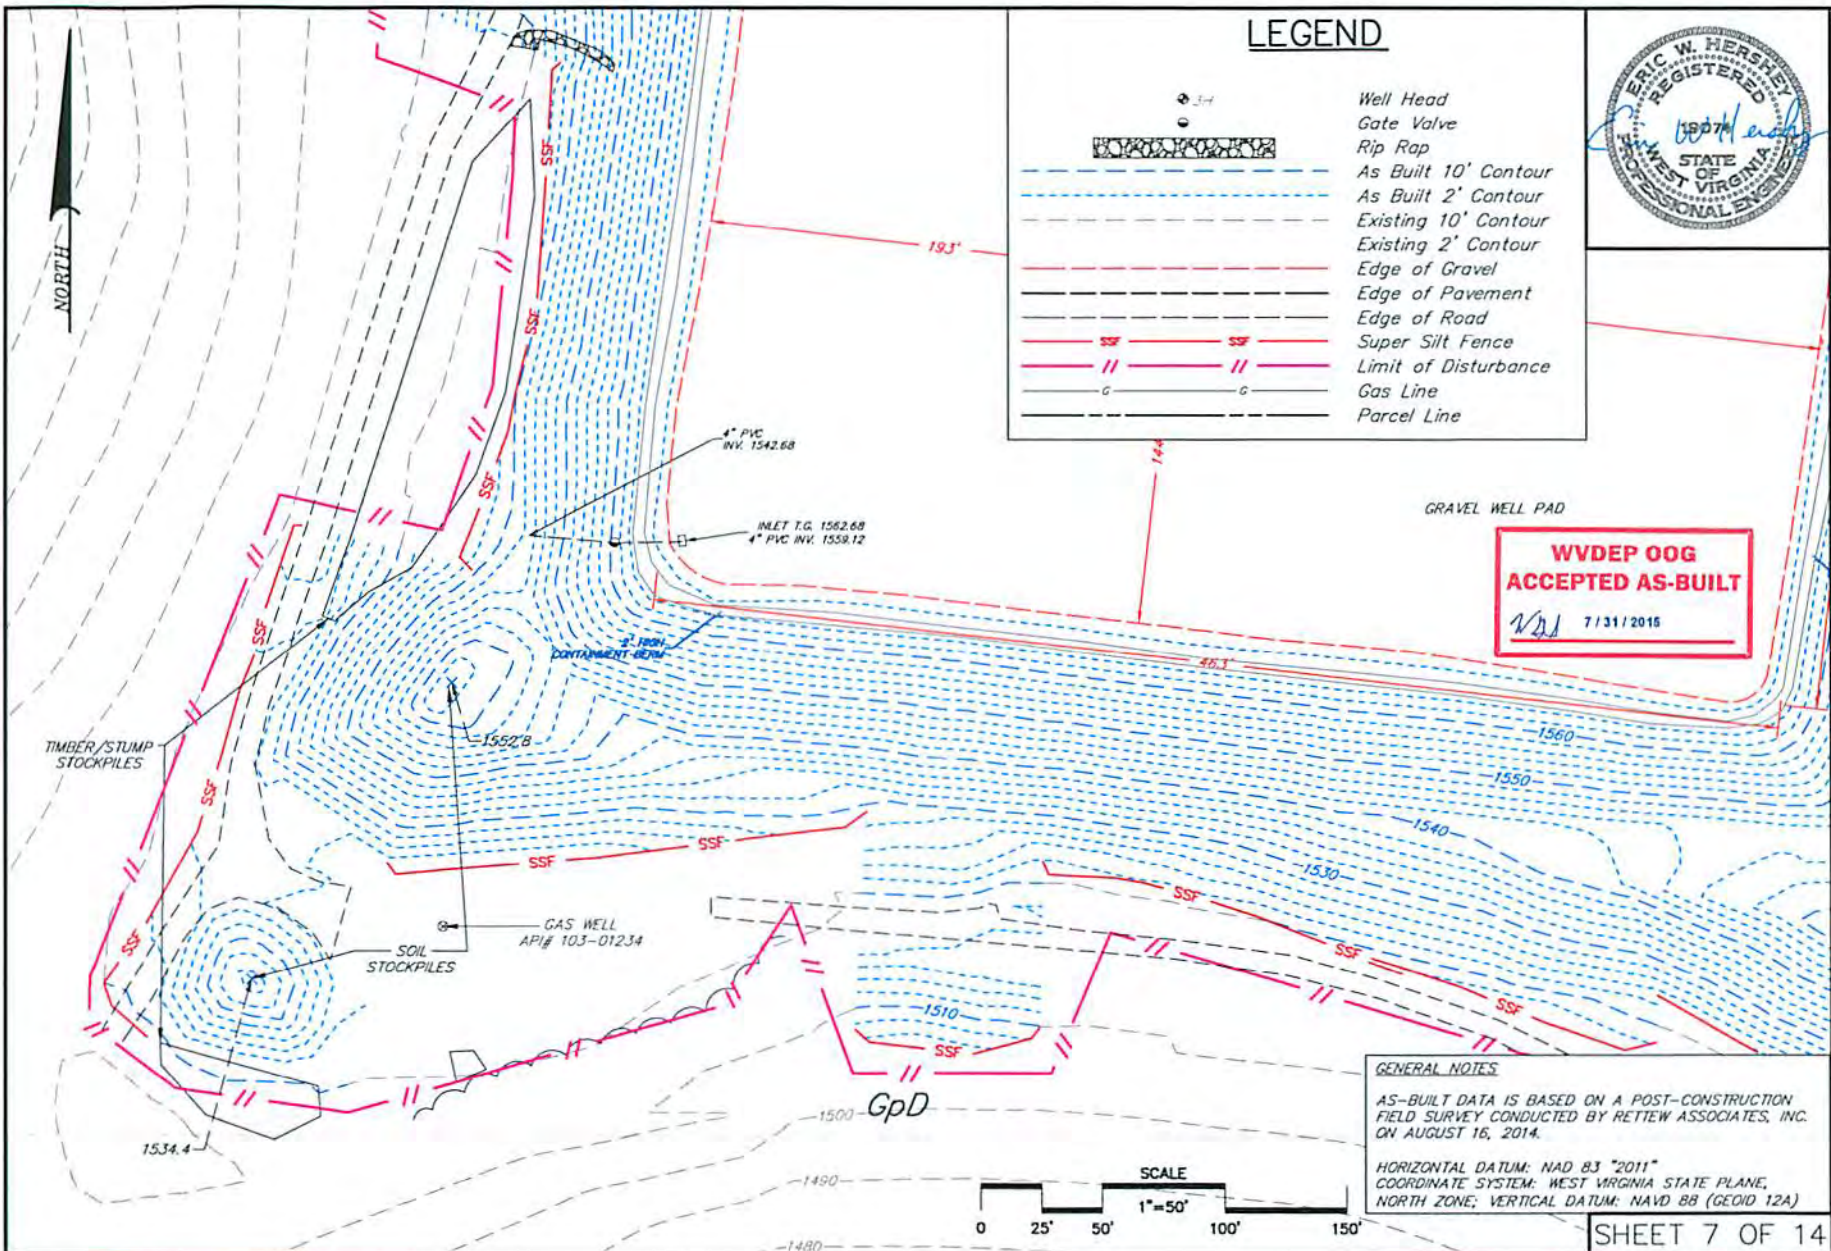 LEGEND
3H
Well Head
Gate Valve
Rip Rap
As Built 10' Contour
As Built 2' Contour
Existing 10' Contour
Existing 2' Contour
Edge of Gravel
Edge of Pavement
Edge of Road
SSF SSF
Super Silt Fence
Limit of Disturbance
G G
Gas Line
Parcel Line
ERIC W. HERSHEY
REGISTERED
STATE
OF
WEST VIRGINIA
PROFESSIONAL ENGINEER
NORTH
193'
144
4" PVC
INV. 1542.68
INLET T.G. 1562.68
4" PVC INV. 1559.12
GRAVEL WELL PAD
WVDEP OOG
ACCEPTED AS-BUILT
7/31/2015
2' HIGH
CONTAINMENT BERM
463'
SSF
SSF
SSF
SSF
SSF
SSF
SSF
SSF
SSF
SSF
SSF
SSF
1552.8
TIMBER/STUMP
STOCKPILES
1560
1550
1540
1530
GAS WELL
API# 103-01234
SOIL
STOCKPILES
1510
1534.4
GpD
1500
1490
1480
SCALE
1"=50'
0 25' 50' 100' 150'
GENERAL NOTES
AS-BUILT DATA IS BASED ON A POST-CONSTRUCTION
FIELD SURVEY CONDUCTED BY RETTEW ASSOCIATES, INC.
ON AUGUST 16, 2014.
HORIZONTAL DATUM: NAD 83 "2011"
COORDINATE SYSTEM: WEST VIRGINIA STATE PLANE,
NORTH ZONE; VERTICAL DATUM: NAVD 88 (GEOID 12A)
SHEET 7 OF 14